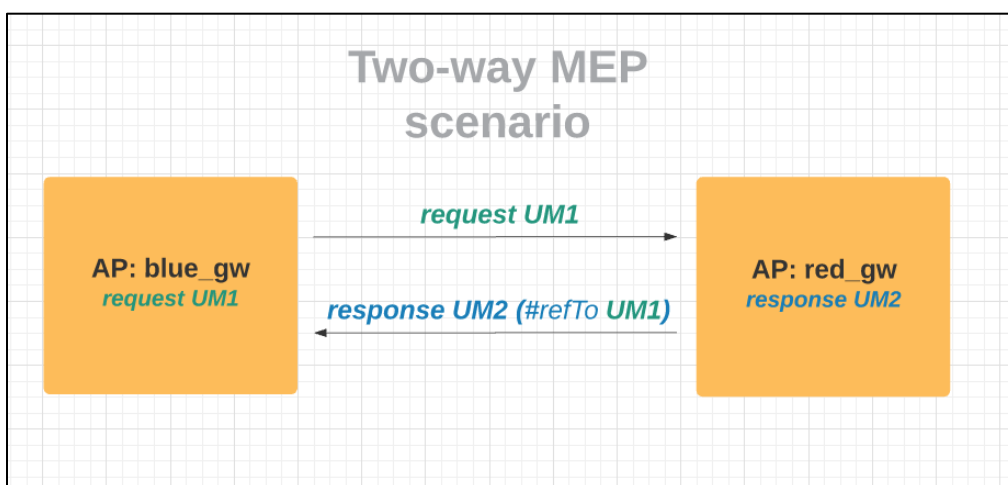 Two-way MEP
scenario
request UM1
AP: blue_gw
request UM1
AP: red_gw
response UM2
response UM2 (#refTo UM1)